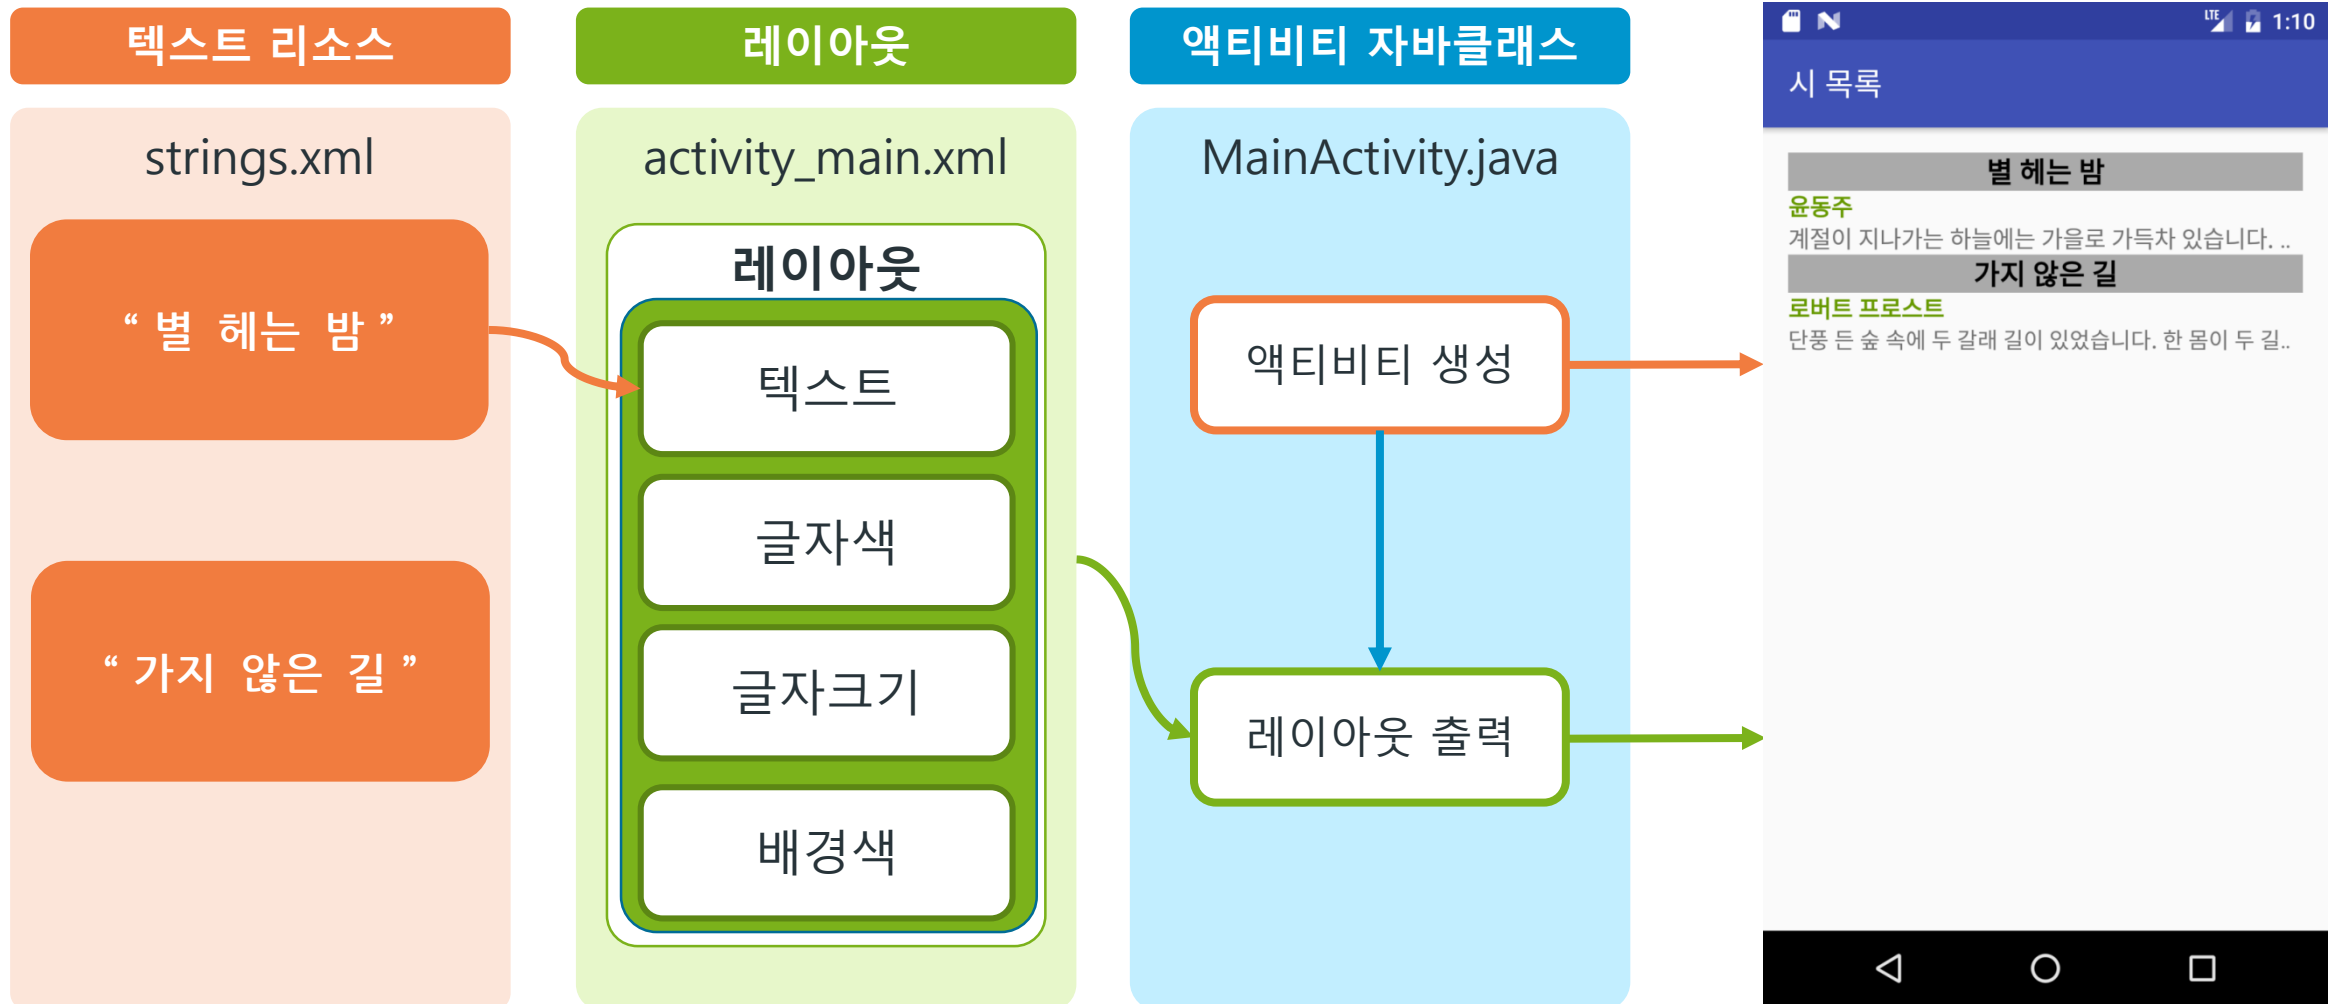 텍스트 리소스
strings.xml
“ 별 헤는 밤 ”
“ 가지 않은 길 ”
레이아웃
activity_main.xml
레이아웃
텍스트
글자색
글자크기
배경색
액티비티 자바클래스
MainActivity.java
액티비티 생성
레이아웃 출력
LTE 1:10
시 목록
별 헤는 밤
윤동주
계절이 지나가는 하늘에는 가을로 가득차 있습니다. ..
가지 않은 길
로버트 프로스트
단풍 든 숲 속에 두 갈래 길이 있었습니다. 한 몸이 두 길..